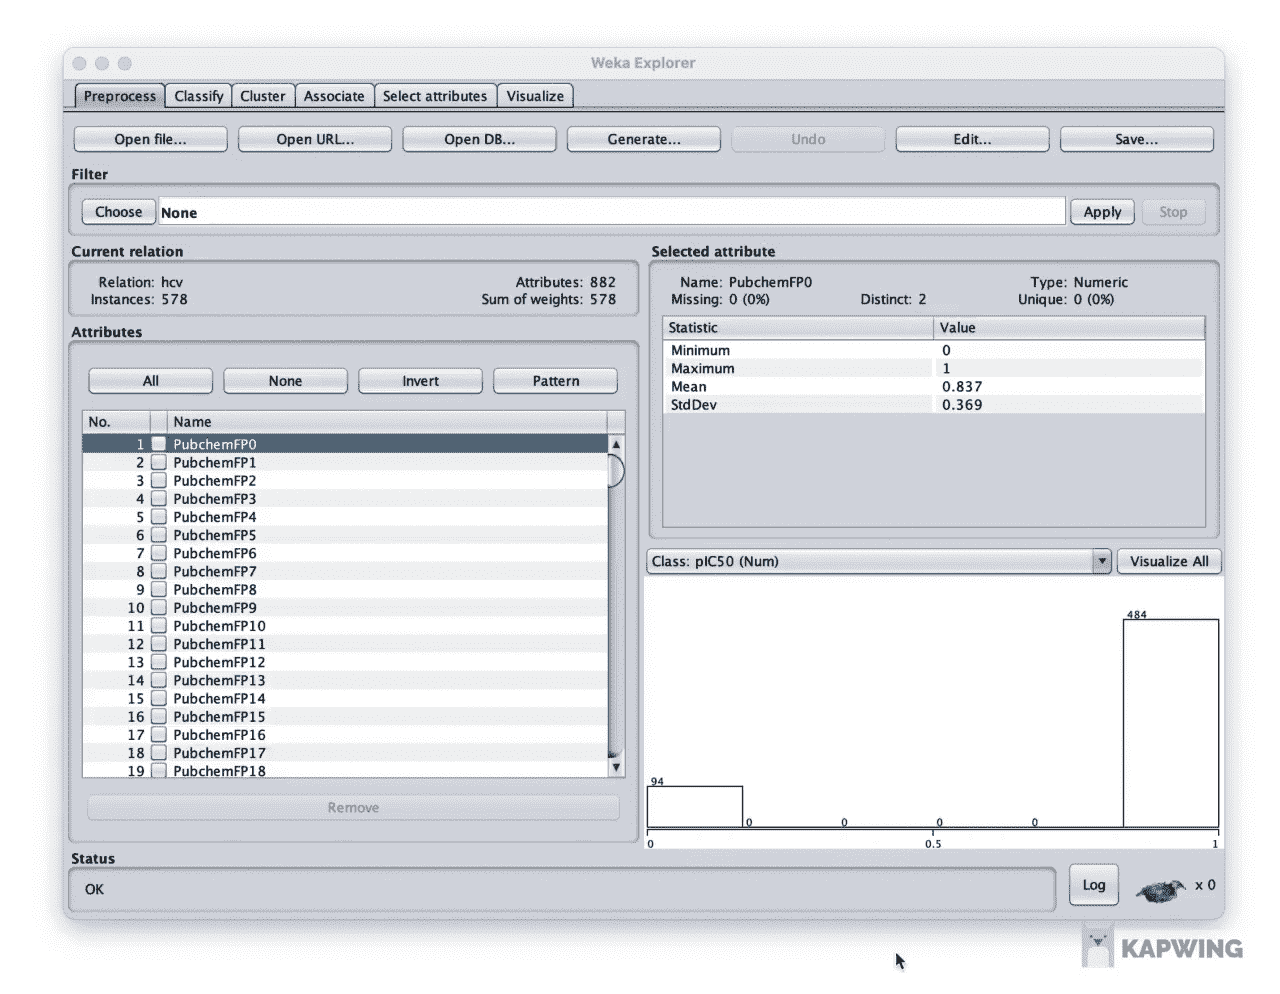 Weka Explorer
Preprocess Classify Cluster Associate Select attributes Visualize
Open file... Open URL... Open DB... Generate... Undo Edit... Save...
Filter
Choose None Apply Stop
Current relation
Relation: hcv Attributes: 882
Instances: 578 Sum of weights: 578
Selected attribute
Name: PubchemFP0 Type: Numeric
Missing: 0 (0%) Distinct: 2 Unique: 0 (0%)
Statistic Value
Minimum 0
Maximum 1
Mean 0.837
StdDev 0.369
Attributes
All None Invert Pattern
No. Name
1 PubchemFP0
2 PubchemFP1
3 PubchemFP2
4 PubchemFP3
5 PubchemFP4
6 PubchemFP5
7 PubchemFP6
8 PubchemFP7
9 PubchemFP8
10 PubchemFP9
11 PubchemFP10
12 PubchemFP11
13 PubchemFP12
14 PubchemFP13
15 PubchemFP14
16 PubchemFP15
17 PubchemFP16
18 PubchemFP17
19 PubchemFP18
Remove
Class: pIC50 (Num) Visualize All
484
94
0 0 0 0
0 0.5 1
Status
OK
Log x 0
KAPWING